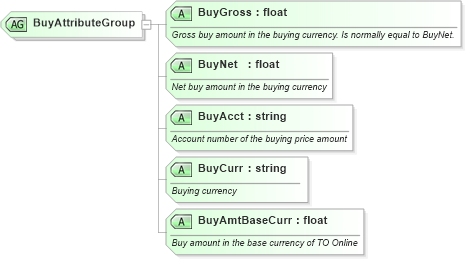 AG BuyAttributeGroup
A BuyGross : float
Gross buy amount in the buying currency. Is normally equal to BuyNet.
A BuyNet : float
Net buy amount in the buying currency
A BuyAcct : string
Account number of the buying price amount
A BuyCurr : string
Buying currency
A BuyAmtBaseCurr : float
Buy amount in the base currency of TO Online